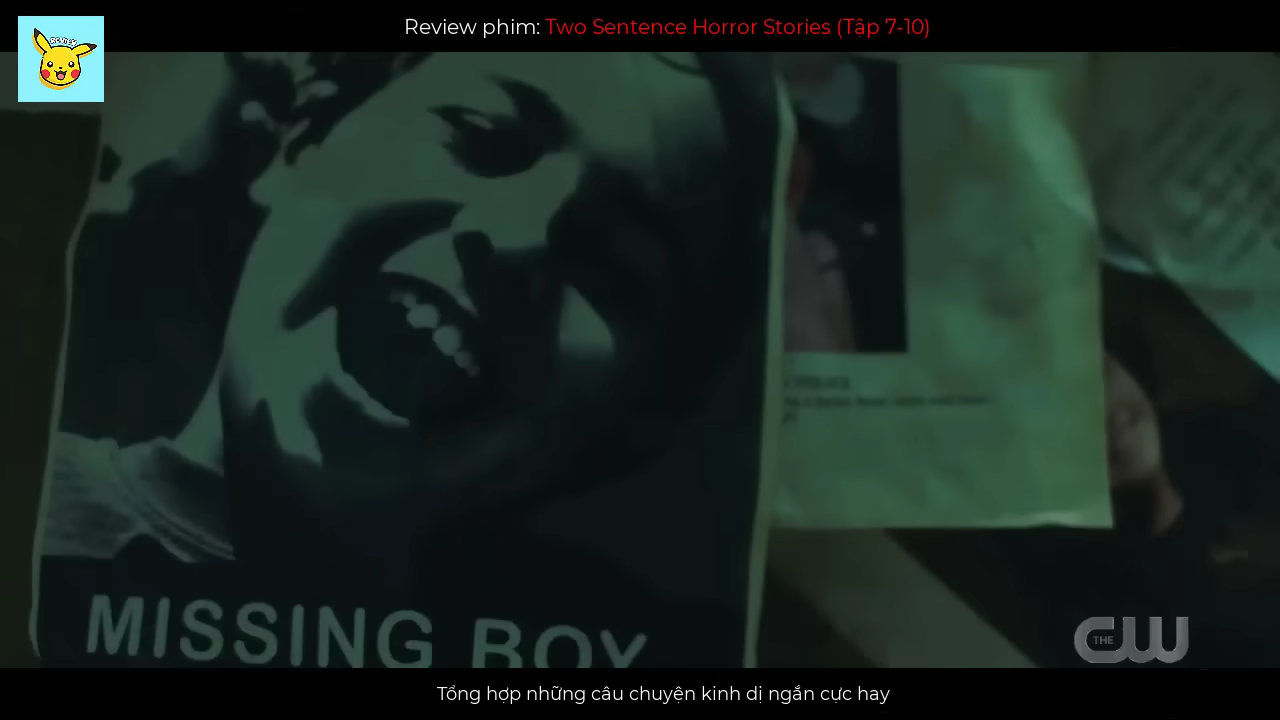 Review phim: Two Sentence Horror Stories (Tập 7-10)
REVIEW
MISSING BOY
THE CW
Tổng hợp những câu chuyện kinh dị ngắn cực hay